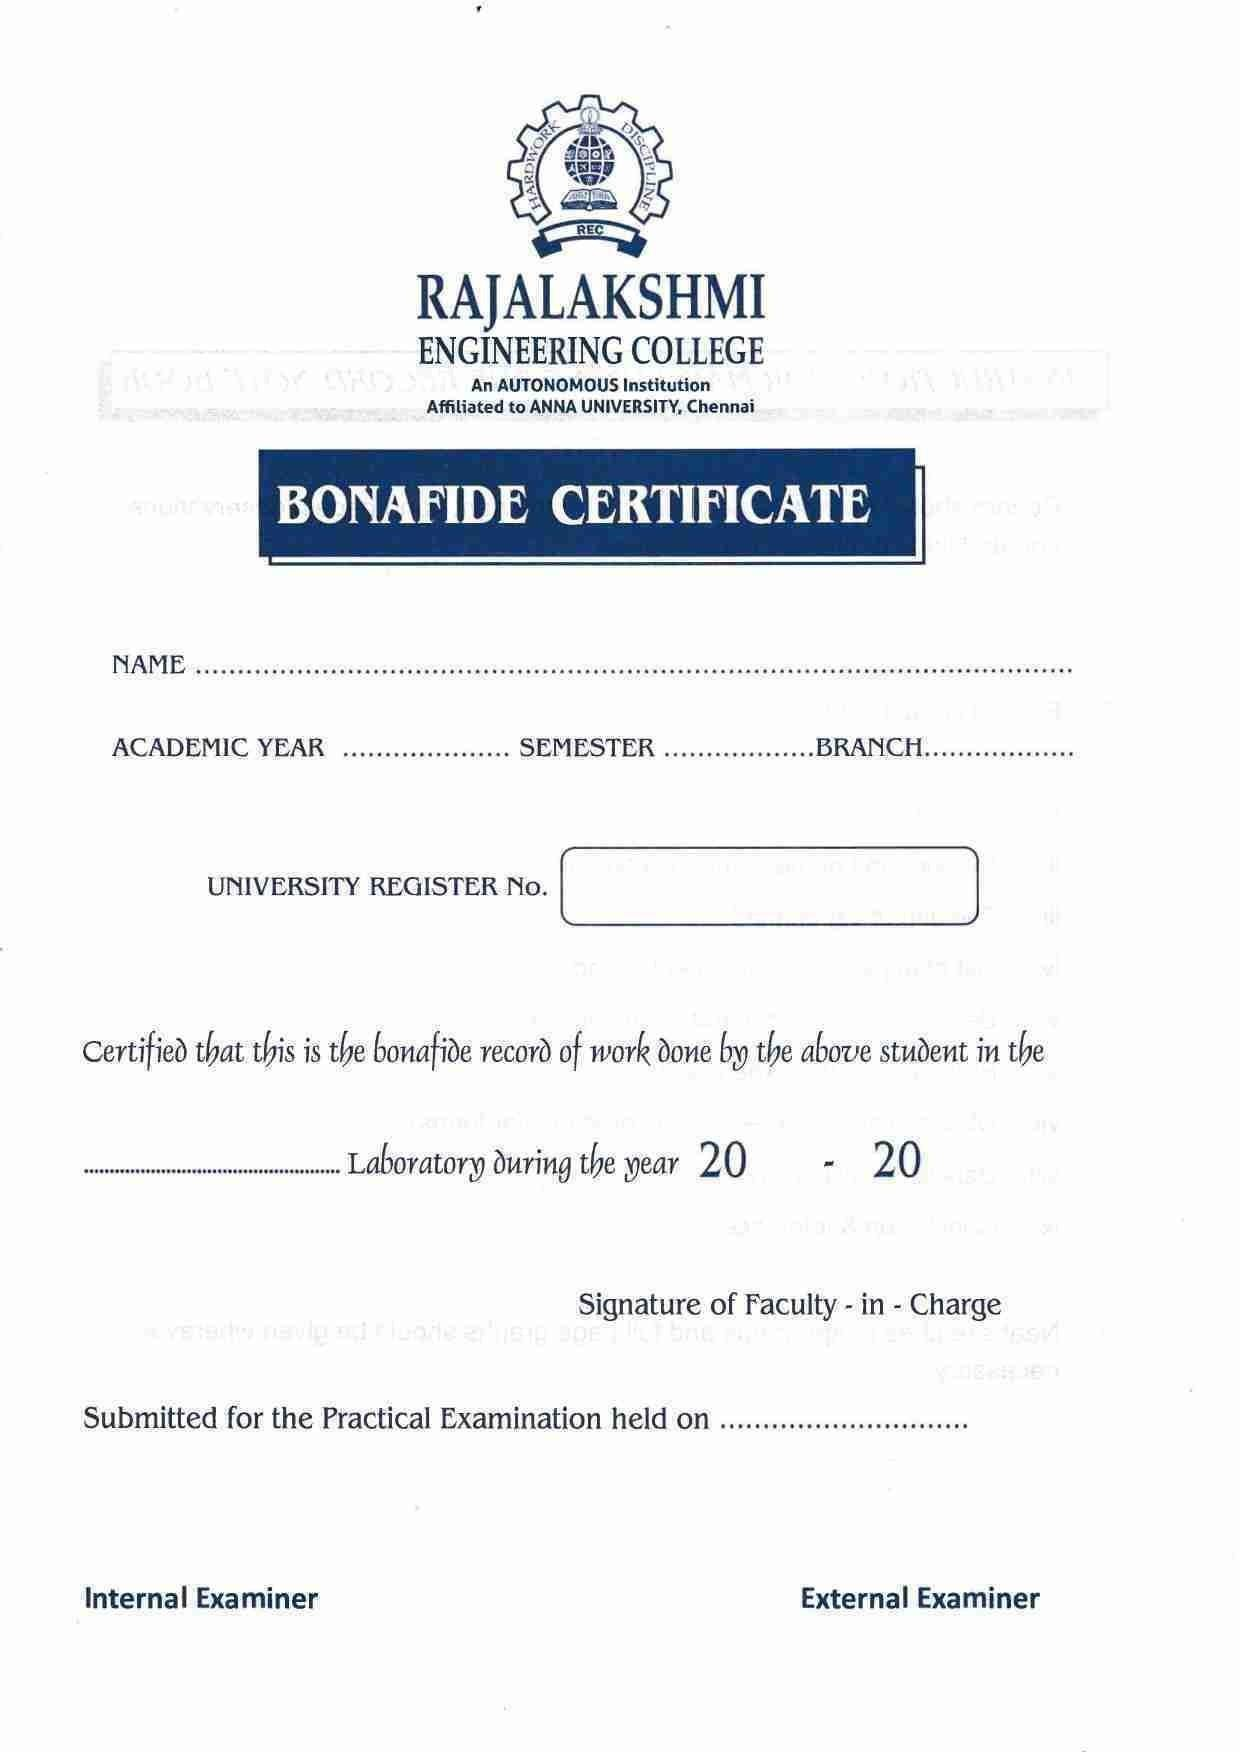 HARDWORK DISCIPLINE
REC
RAJALAKSHMI
ENGINEERING COLLEGE
An AUTONOMOUS Institution
Affiliated to ANNA UNIVERSITY, Chennai
BONAFIDE CERTIFICATE
NAME ........................................................................................................
ACADEMIC YEAR .................... SEMESTER ..................BRANCH..................
UNIVERSITY REGISTER No.
Certified that this is the bonafide record of work done by the above student in the
.................................................. Laboratory during the year 20 - 20
Signature of Faculty - in - Charge
Submitted for the Practical Examination held on .............................
Internal Examiner
External Examiner